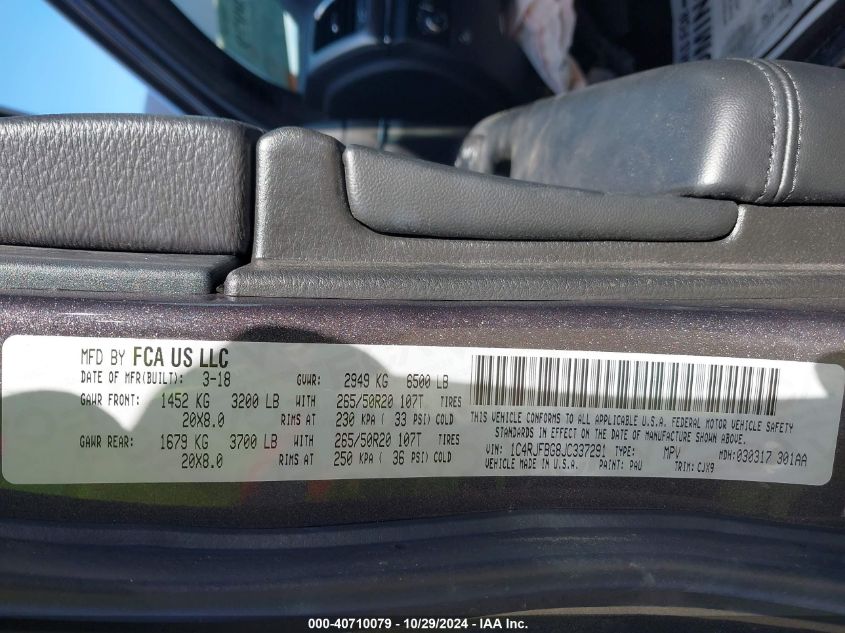 MFD BY FCA US LLC
DATE OF MFR(BUILT): 3-18 GVWR: 2949 KG 6500 LB
GAWR FRONT: 1452 KG 3200 LB WITH 265/50R20 107T TIRES
20X8.0 RIMS AT 230 KPA ( 33 PSI) COLD
GAWR REAR: 1679 KG 3700 LB WITH 265/50R20 107T TIRES
20X8.0 RIMS AT 250 KPA ( 36 PSI) COLD
THIS VEHICLE CONFORMS TO ALL APPLICABLE U.S.A. FEDERAL MOTOR VEHICLE SAFETY
STANDARDS IN EFFECT ON THE DATE OF MANUFACTURE SHOWN ABOVE.
VIN: 1C4RJFBG8JC337291 TYPE: MPV MDH: 030317 301AA
VEHICLE MADE IN U.S.A. PAINT: PAU TRIM: CJX9
000-40710079 - 10/29/2024 - IAA Inc.